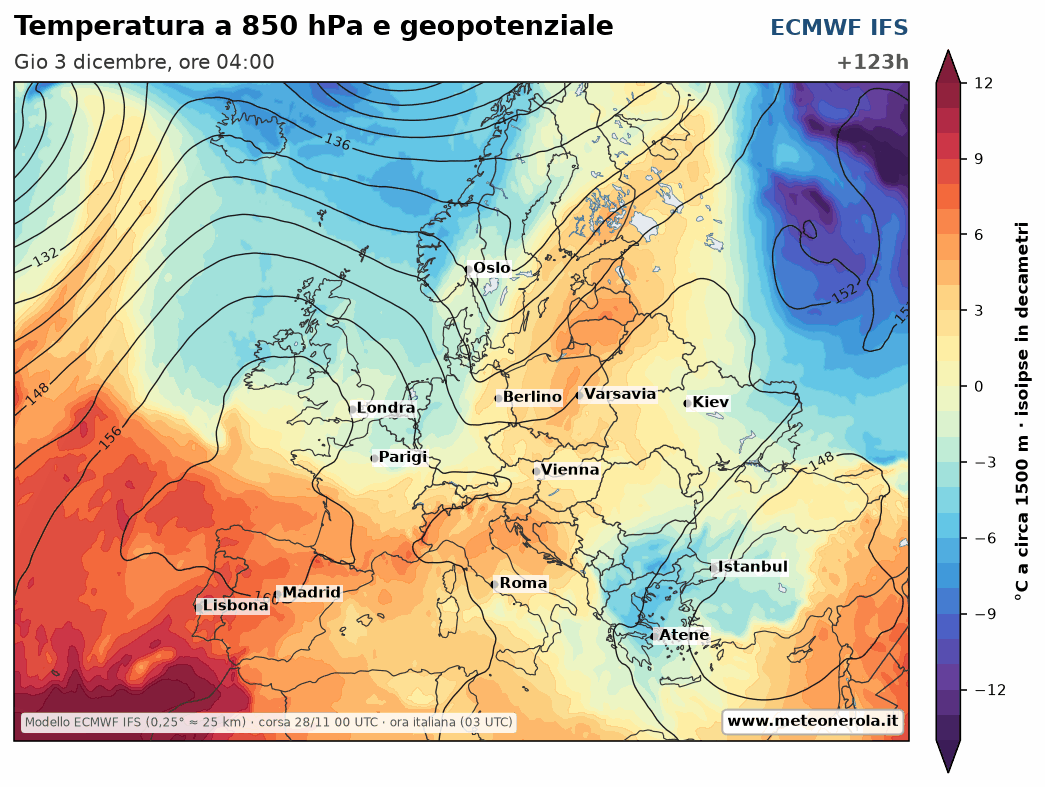 Temperatura a 850 hPa e geopotenziale
ECMWF IFS
Gio 3 dicembre, ore 04:00
+123h
136
132
148
156
152
148
Oslo
Berlino
Varsavia
Kiev
Londra
Parigi
Vienna
Istanbul
Roma
Madrid
Lisbona
Atene
Modello ECMWF IFS (0,25° ≈ 25 km) · corsa 28/11 00 UTC · ora italiana (03 UTC)
www.meteonerola.it
12
9
6
3
0
−3
−6
−9
−12
°C a circa 1500 m · isoipse in decametri